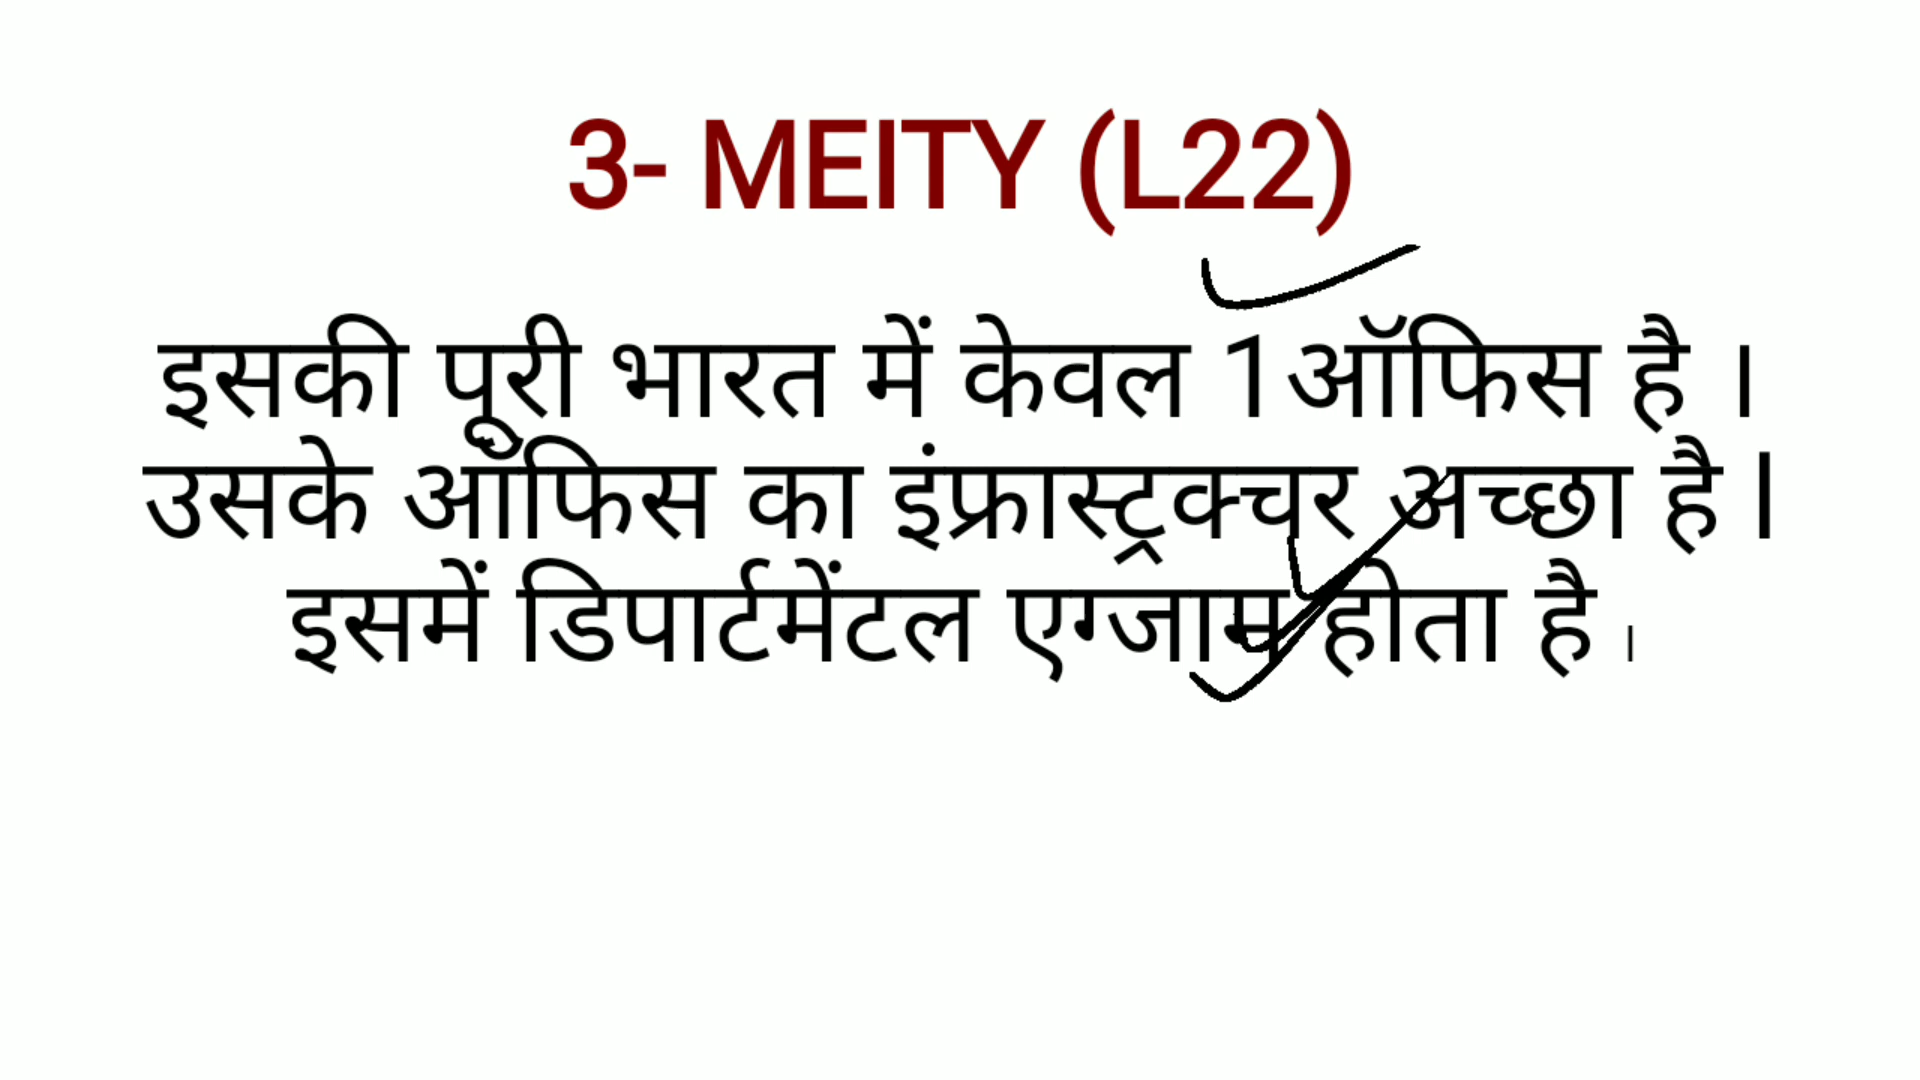 3- MEITY (L22)
इसकी पूरी भारत में केवल 1ऑफिस है ।
उसके ऑफिस का इंफ्रास्ट्रक्चर अच्छा है |
इसमें डिपार्टमेंटल एग्जाम होता है ।